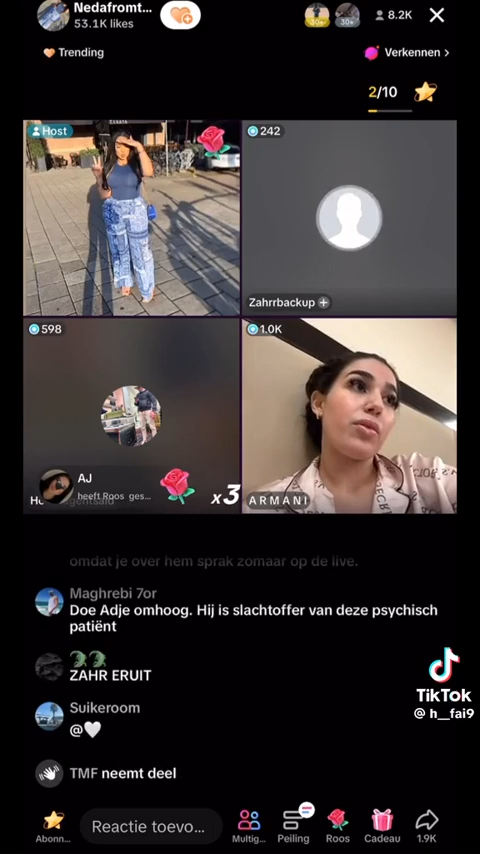 Nedafromt...
53.1K likes
30+
30+
8.2K
Trending
Verkennen >
2/10
Host
242
Zahrrbackup
598
1.0K
AJ
heeft Roos ges...
x3
ARMANI
omdat je over hem sprak zomaar op de live.
Maghrebi 7or
Doe Adje omhoog. Hij is slachtoffer van deze psychisch
patiënt
ZAHR ERUIT
Suikeroom
@🤍
TMF neemt deel
TikTok
@ h__fai9
Abonn...
Reactie toevo...
Multig...
Peiling
Roos
Cadeau
1.9K